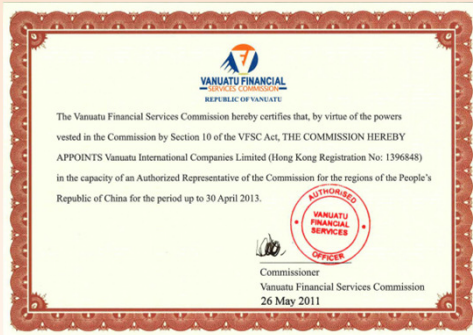 VANUATU FINANCIAL
SERVICES COMMISSION
REPUBLIC OF VANUATU
The Vanuatu Financial Services Commission hereby certifies that, by virtue of the powers
vested in the Commission by Section 10 of the VFSC Act, THE COMMISSION HEREBY
APPOINTS Vanuatu International Companies Limited (Hong Kong Registration No: 1396848)
in the capacity of an Authorized Representative of the Commission for the regions of the People's
Republic of China for the period up to 30 April 2013.
AUTHORISED
VANUATU
FINANCIAL
SERVICES
OFFICER
Commissioner
Vanuatu Financial Services Commission
26 May 2011